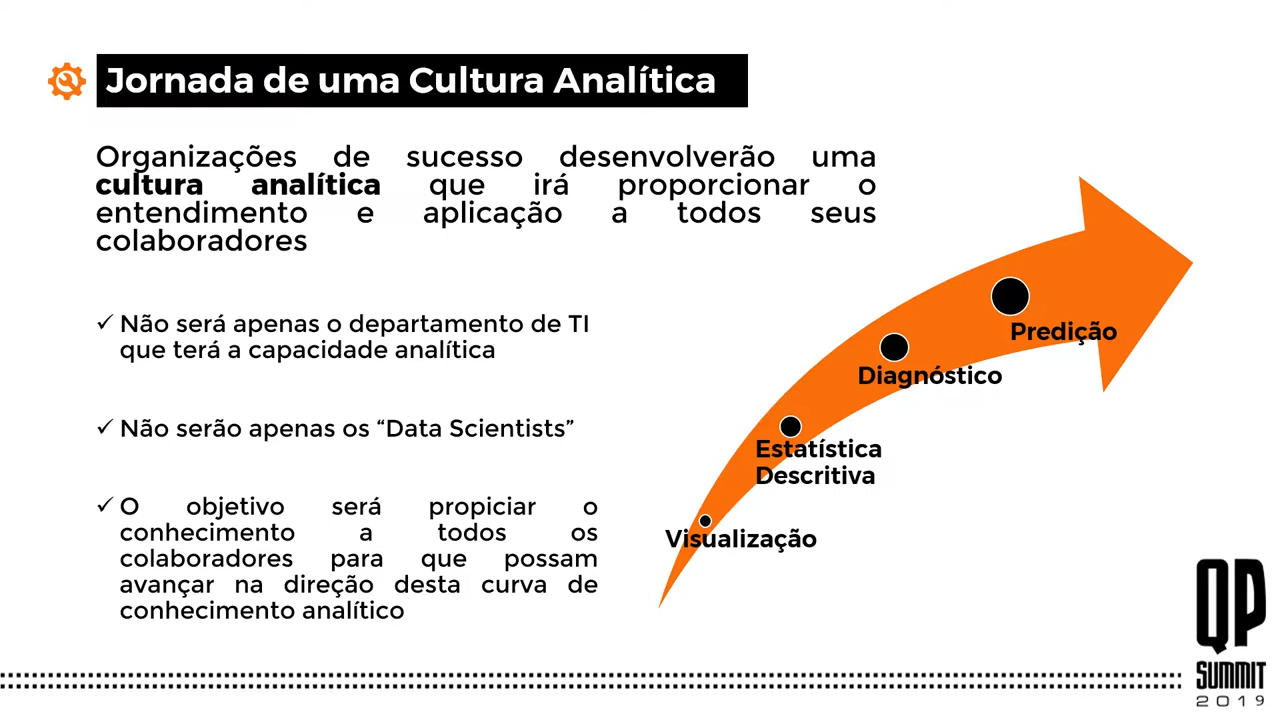 Jornada de uma Cultura Analítica
Organizações de sucesso desenvolverão uma
cultura analítica que irá proporcionar o
entendimento e aplicação a todos seus
colaboradores
✓ Não será apenas o departamento de TI
que terá a capacidade analítica
✓ Não serão apenas os “Data Scientists”
✓ O objetivo será propiciar o
conhecimento a todos os
colaboradores para que possam
avançar na direção desta curva de
conhecimento analítico
Predição
Diagnóstico
Estatística
Descritiva
Visualização
QP
SUMMIT
2019